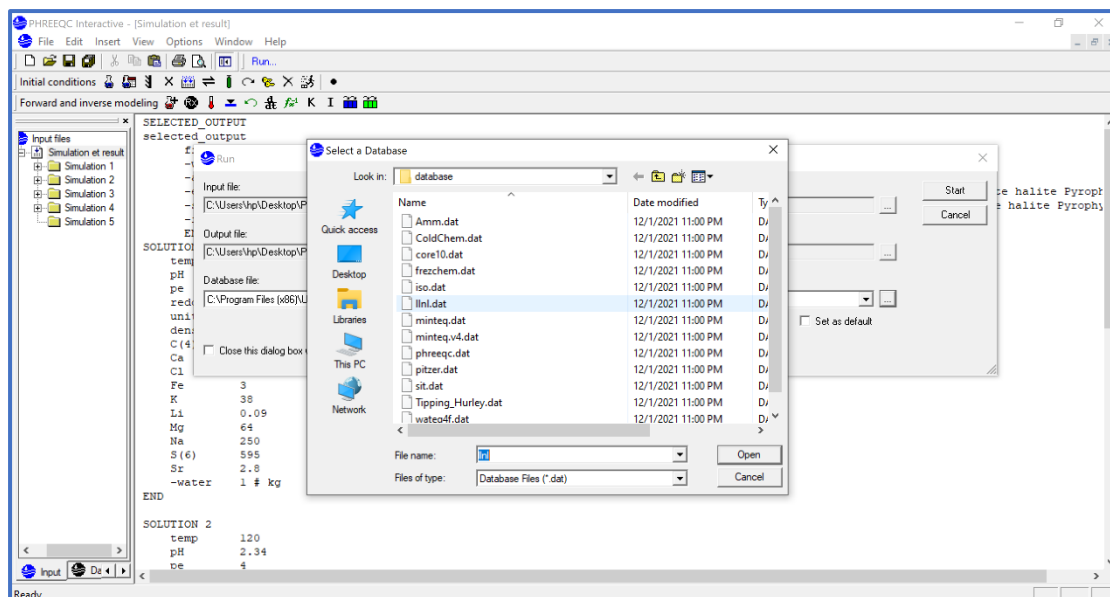 PHREEQC Interactive - [Simulation et result]
File Edit Insert View Options Window Help
Run...
Initial conditions
Forward and inverse modeling K I
Input files
Simulation et result
Simulation 1
Simulation 2
Simulation 3
Simulation 4
Simulation 5
Input
SELECTED_OUTPUT
selected_output
te halite Pyroph
e halite Pyrophy
Run
Input file:
C:\Users\hp\Desktop\P
Output file:
C:\Users\hp\Desktop\P
Database file:
C:\Program Files (x86)\U
Close this dialog box
Start
Cancel
Set as default
Select a Database
Look in: database
Quick access
Desktop
Libraries
This PC
Network
Name Date modified Ty
Amm.dat 12/1/2021 11:00 PM
ColdChem.dat 12/1/2021 11:00 PM
core10.dat 12/1/2021 11:00 PM
frezchem.dat 12/1/2021 11:00 PM
iso.dat 12/1/2021 11:00 PM
llnl.dat 12/1/2021 11:00 PM
minteq.dat 12/1/2021 11:00 PM
minteq.v4.dat 12/1/2021 11:00 PM
phreeqc.dat 12/1/2021 11:00 PM
pitzer.dat 12/1/2021 11:00 PM
sit.dat 12/1/2021 11:00 PM
Tipping_Hurley.dat 12/1/2021 11:00 PM
wateq4f.dat 12/1/2021 11:00 PM
File name: llnl
Open
Files of type: Database Files (*.dat)
Cancel
SOLUTION
tem
pH
pe
redo
uni
den
C(4
Ca
Cl
Fe 3
K 38
Li 0.09
Mg 64
Na 250
S(6) 595
Sr 2.8
-water 1 # kg
END
SOLUTION 2
temp 120
pH 2.34
pe 4
Ready